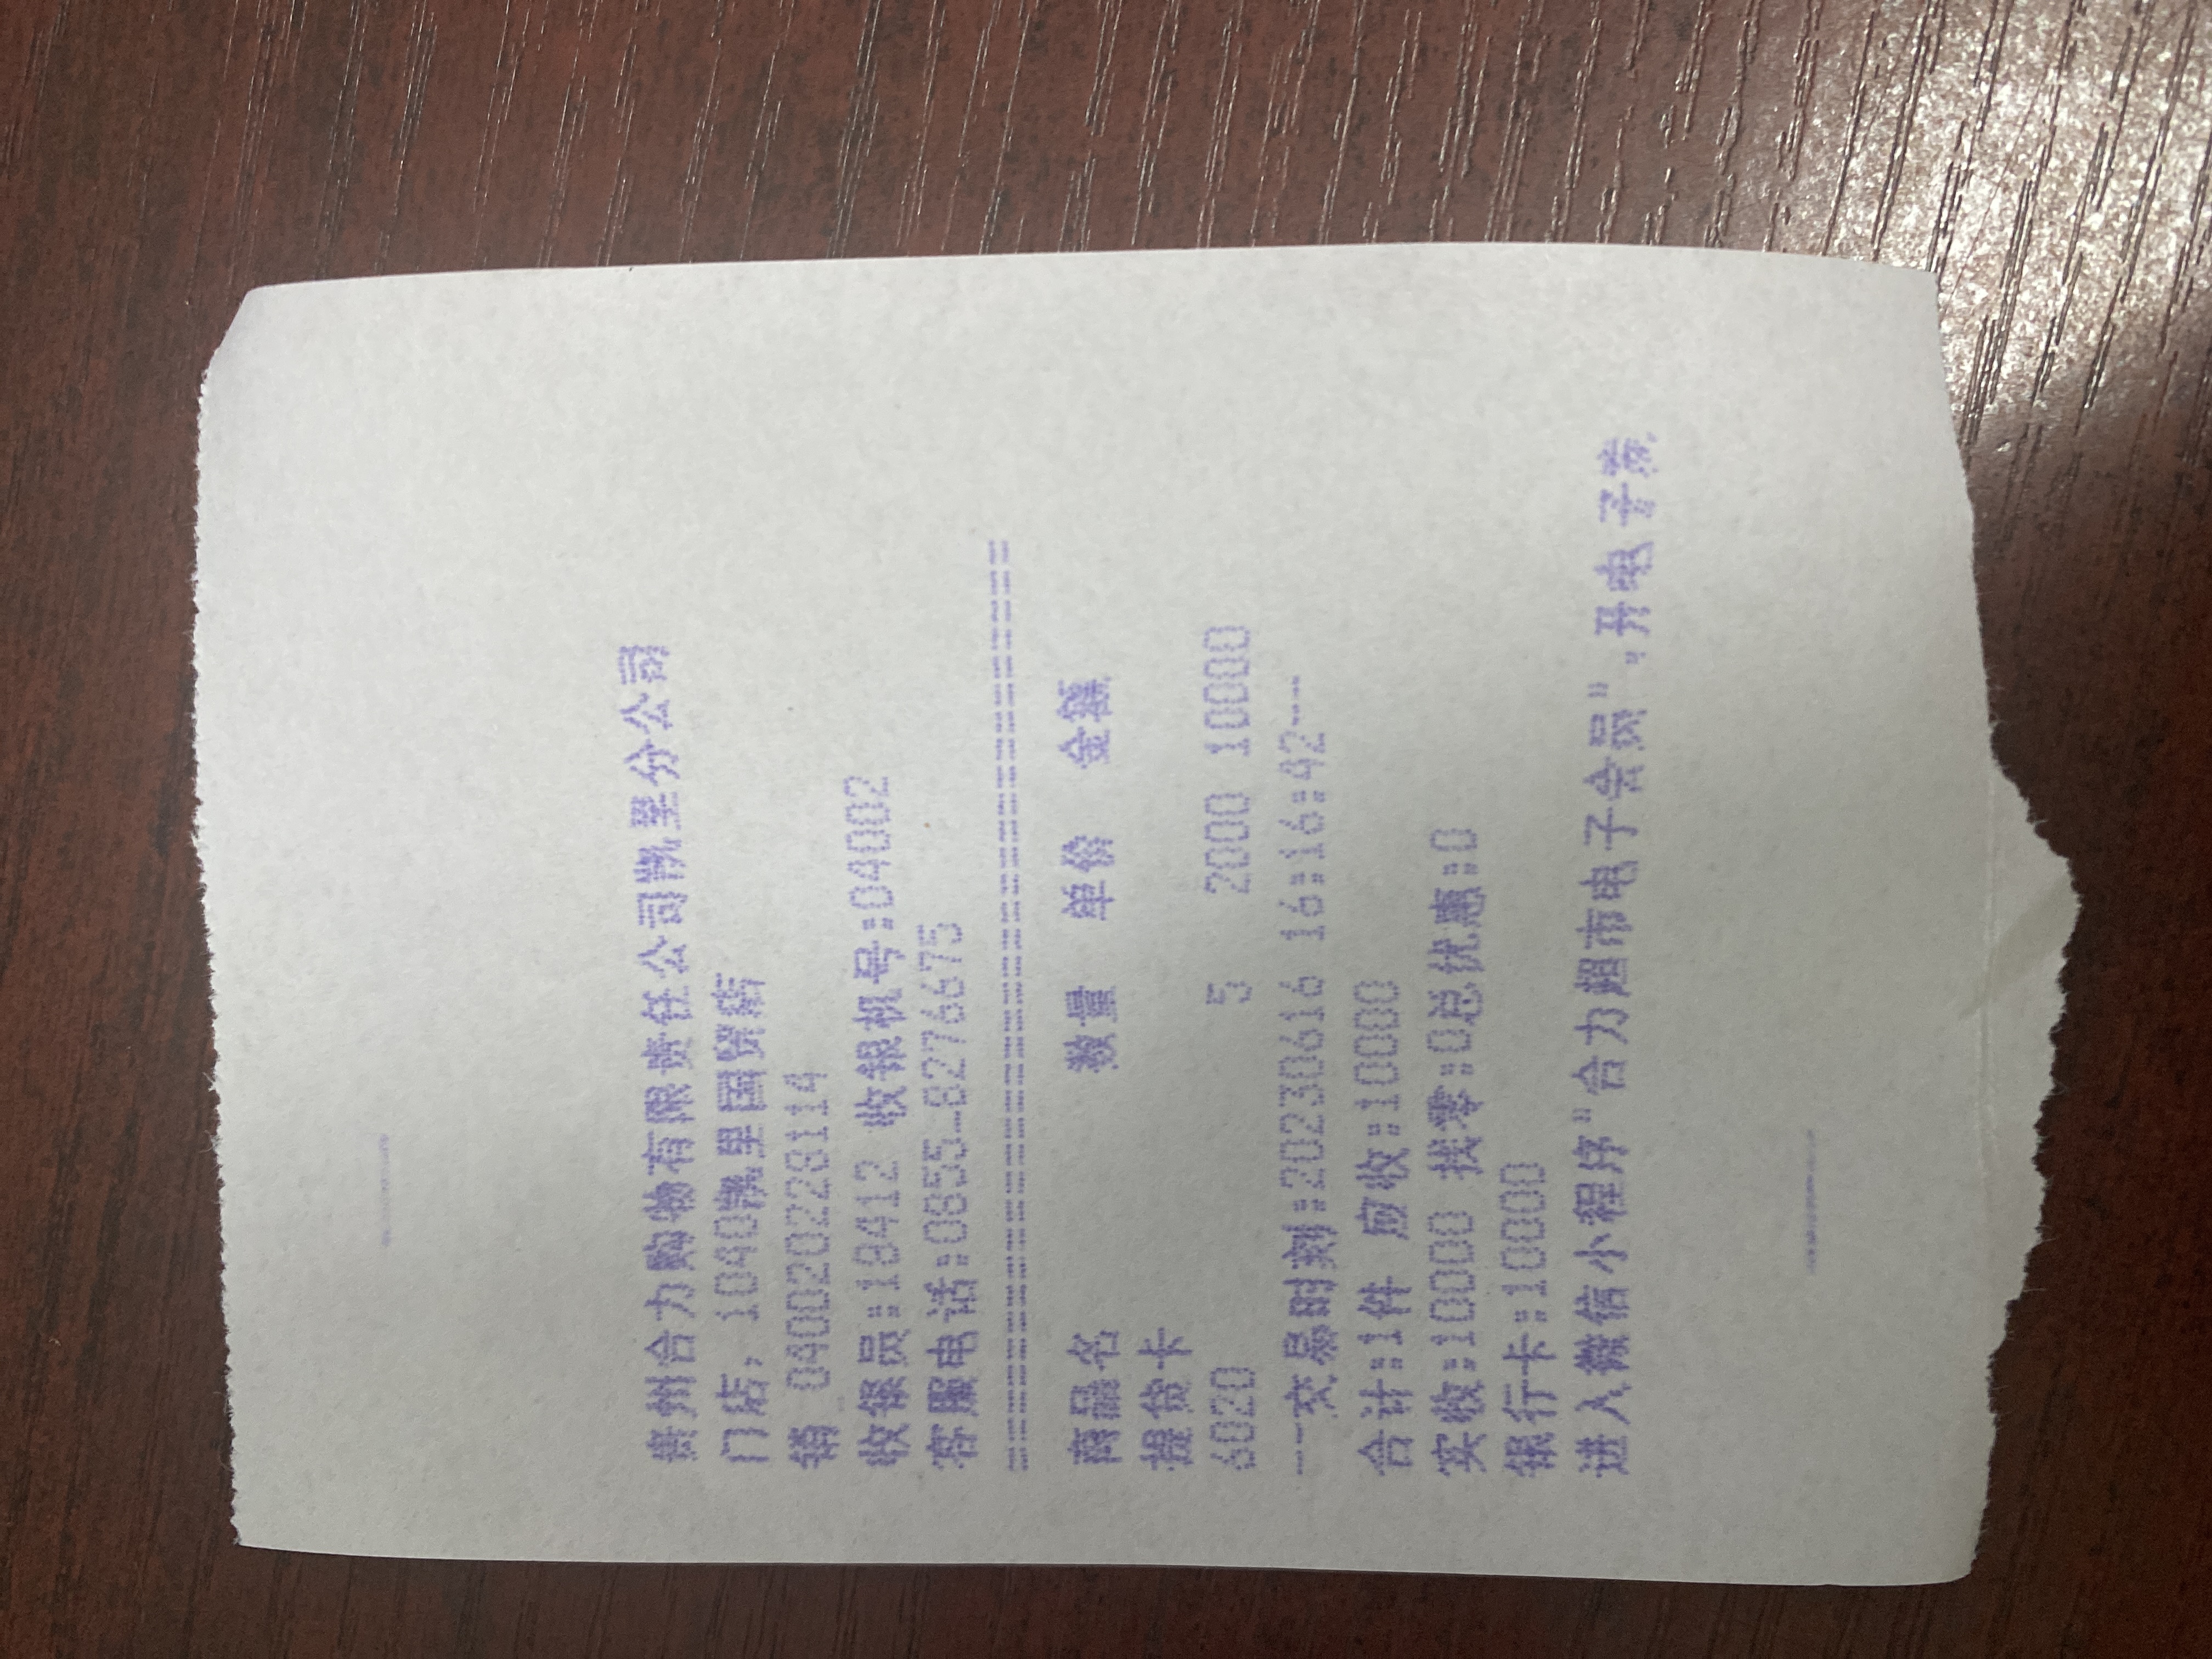 贵州合力购物有限责任公司凯里分公司
门店: 1040凯里国贸店
销 040020228114
收银员:18412 收银机号:04002
客服电话:0855-8276675
================================
商品名 数量 单价 金额
提货卡
6020 5 2000 10000
---交易时刻:20230616 16:16:42---
合计:1件 应收:10000
实收:10000 找零:0总优惠:0
银行卡:10000
进入微信小程序"合力超市电子会员",开电子票